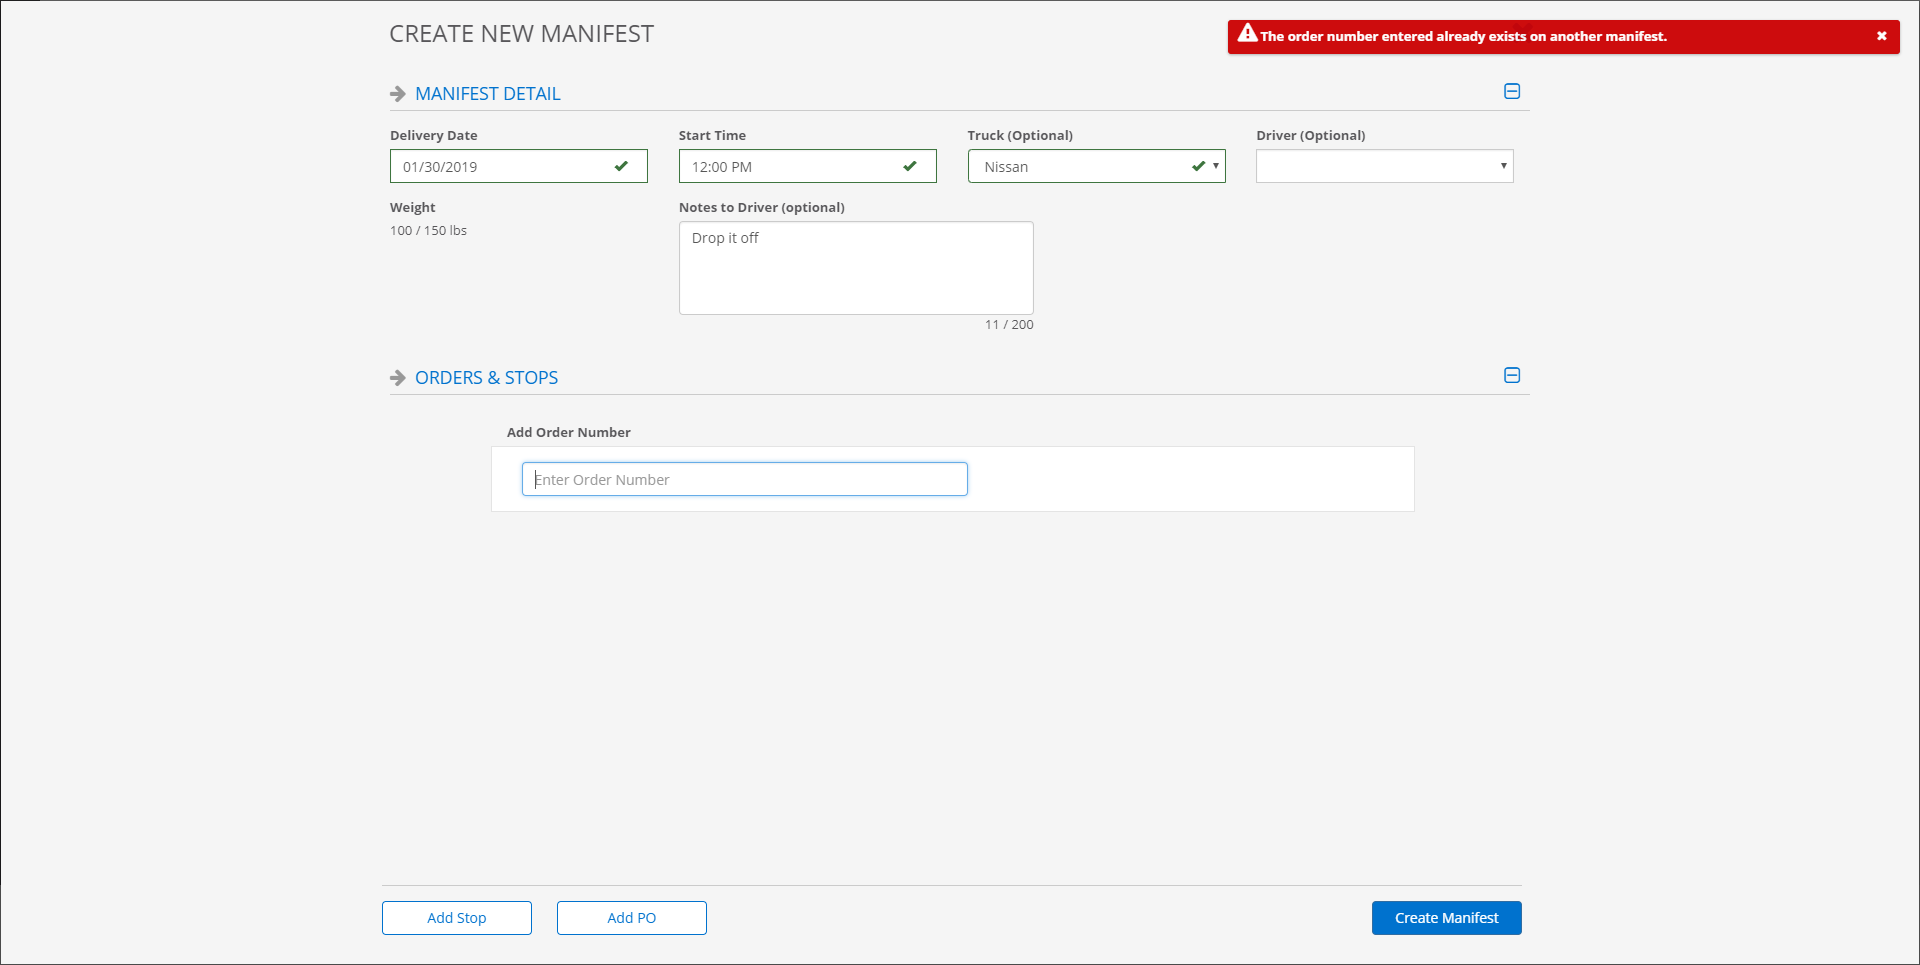 CREATE NEW MANIFEST
The order number entered already exists on another manifest.
MANIFEST DETAIL
Delivery Date
Start Time
Truck (Optional)
Driver (Optional)
01/30/2019
12:00 PM
Nissan
Weight
Notes to Driver (optional)
100 / 150 lbs
Drop it off
11 / 200
ORDERS & STOPS
Add Order Number
Enter Order Number
Add Stop
Add PO
Create Manifest